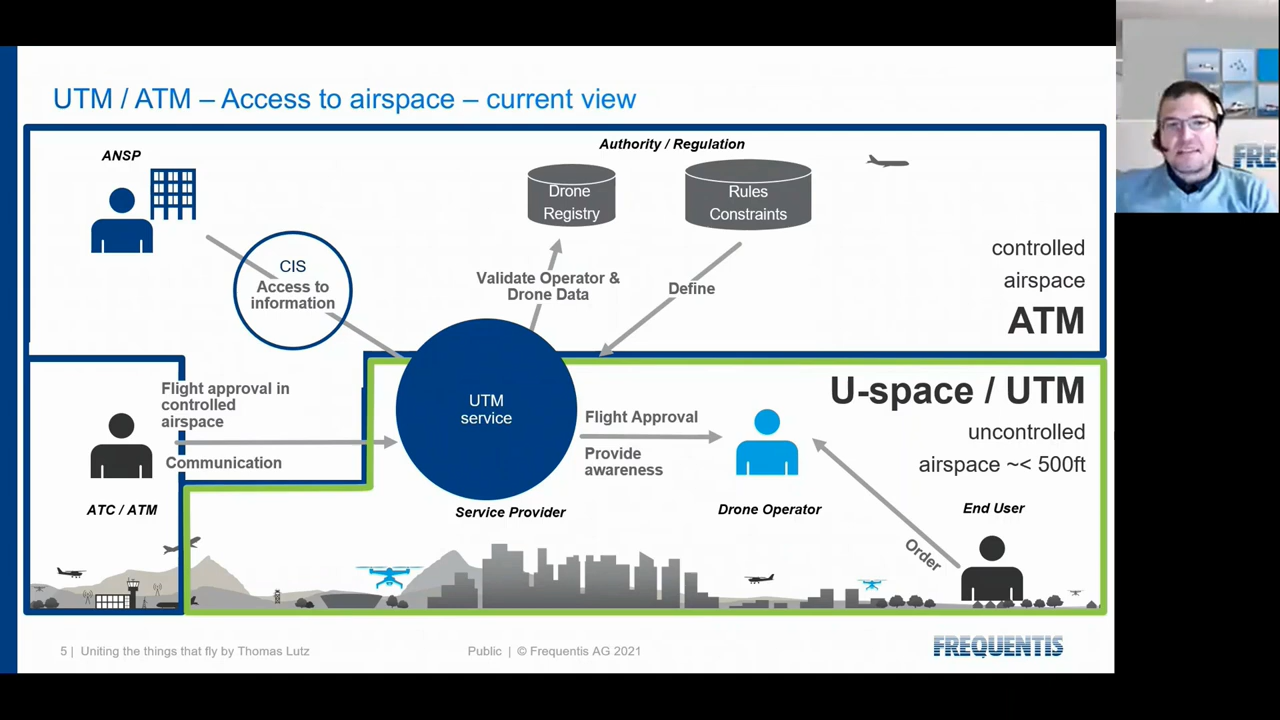 UTM / ATM – Access to airspace – current view
ANSP
Authority / Regulation
Drone
Registry
Rules
Constraints
CIS
Access to
information
Validate Operator &
Drone Data
Define
controlled
airspace
ATM
Flight approval in
controlled
airspace
Communication
ATC / ATM
UTM
service
Service Provider
Flight Approval
Provide
awareness
Drone Operator
U-space / UTM
uncontrolled
airspace ~< 500ft
End User
Order
5 | Uniting the things that fly by Thomas Lutz
Public | © Frequentis AG 2021
FREQUENTIS
FRE